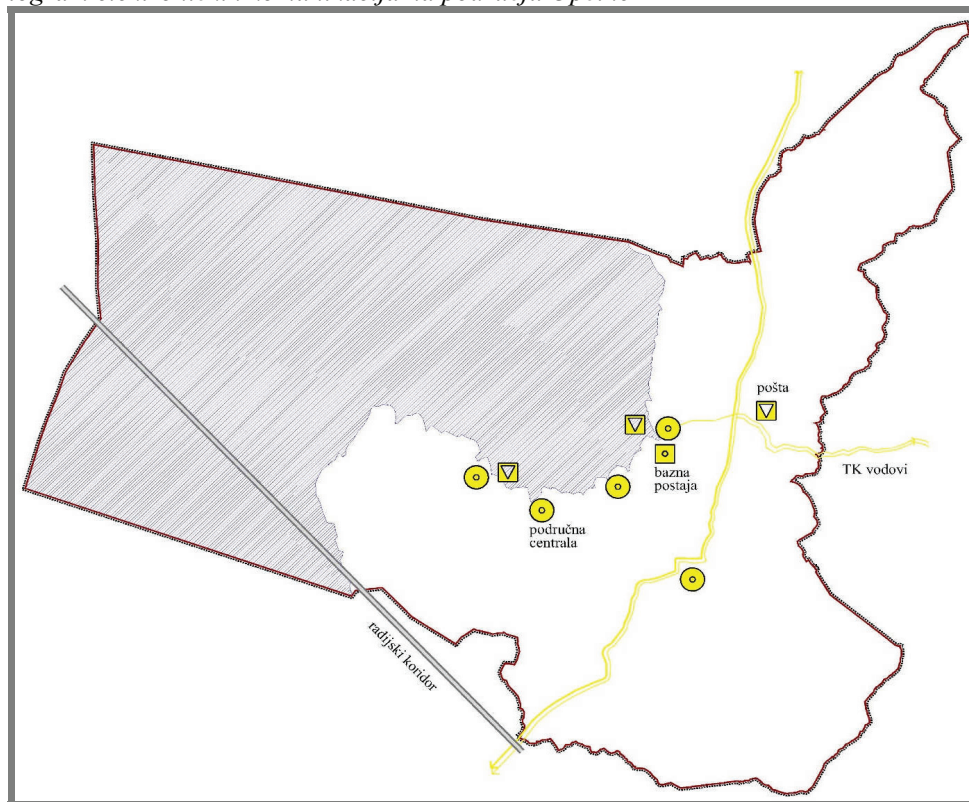 pošta
TK vodovi
bazna
postaja
područna
centrala
radijski koridor